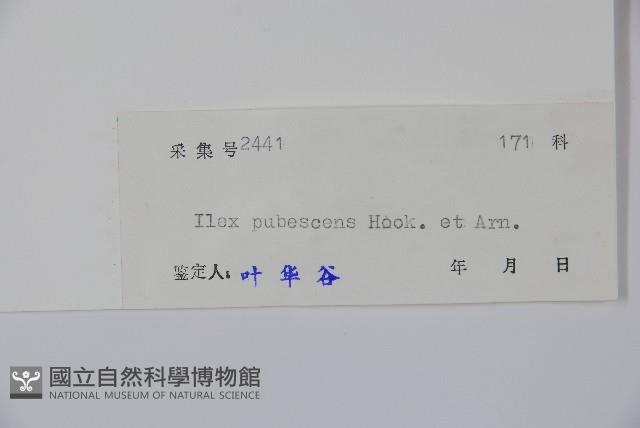 采集号2441 171 科
Ilex pubescens Hook. et Arn.
鉴定人: 叶华谷 年 月 日
國立自然科學博物館
NATIONAL MUSEUM OF NATURAL SCIENCE